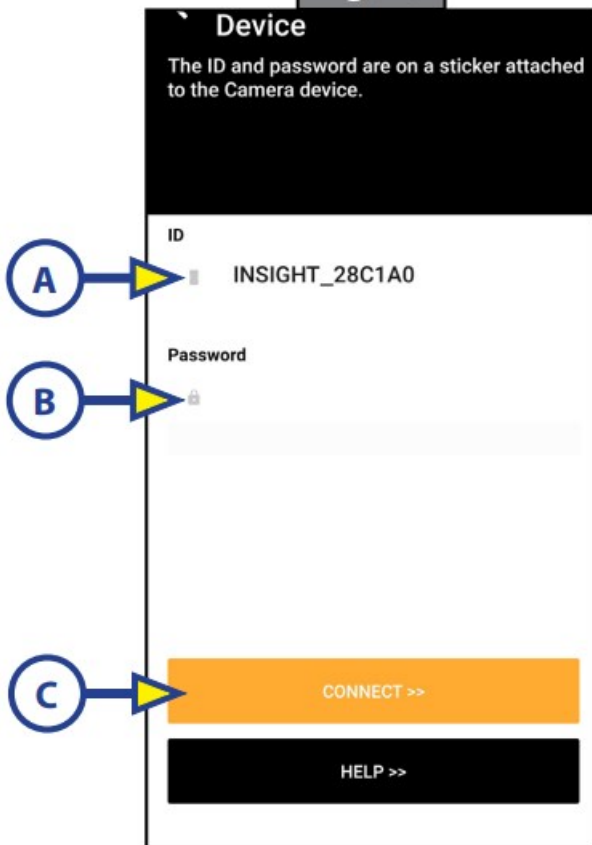 Device
The ID and password are on a sticker attached
to the Camera device.
ID
A
INSIGHT_28C1A0
Password
B
C
CONNECT >>
HELP >>